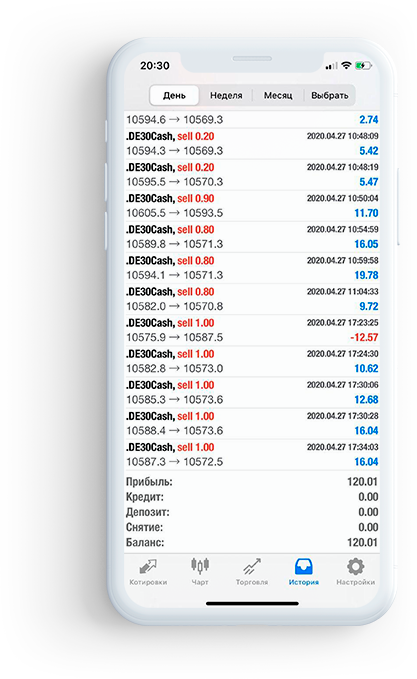 20:30
День Неделя Месяц Выбрать
10594.6 → 10569.3 2.74
.DE30Cash, sell 0.20 2020.04.27 10:48:09
10594.3 → 10569.3 5.42
.DE30Cash, sell 0.20 2020.04.27 10:48:19
10595.5 → 10570.3 5.47
.DE30Cash, sell 0.90 2020.04.27 10:50:04
10605.5 → 10593.5 11.70
.DE30Cash, sell 0.80 2020.04.27 10:54:59
10589.8 → 10571.3 16.05
.DE30Cash, sell 0.80 2020.04.27 10:59:58
10594.1 → 10571.3 19.78
.DE30Cash, sell 0.80 2020.04.27 11:04:33
10582.0 → 10570.8 9.72
.DE30Cash, sell 1.00 2020.04.27 17:23:25
10575.9 → 10587.5 -12.57
.DE30Cash, sell 1.00 2020.04.27 17:24:30
10582.8 → 10573.0 10.62
.DE30Cash, sell 1.00 2020.04.27 17:30:06
10585.3 → 10573.6 12.68
.DE30Cash, sell 1.00 2020.04.27 17:30:28
10588.4 → 10573.6 16.04
.DE30Cash, sell 1.00 2020.04.27 17:34:03
10587.3 → 10572.5 16.04
Прибыль: 120.01
Кредит: 0.00
Депозит: 0.00
Снятие: 0.00
Баланс: 120.01
Котировки Чарт Торговля История Настройки